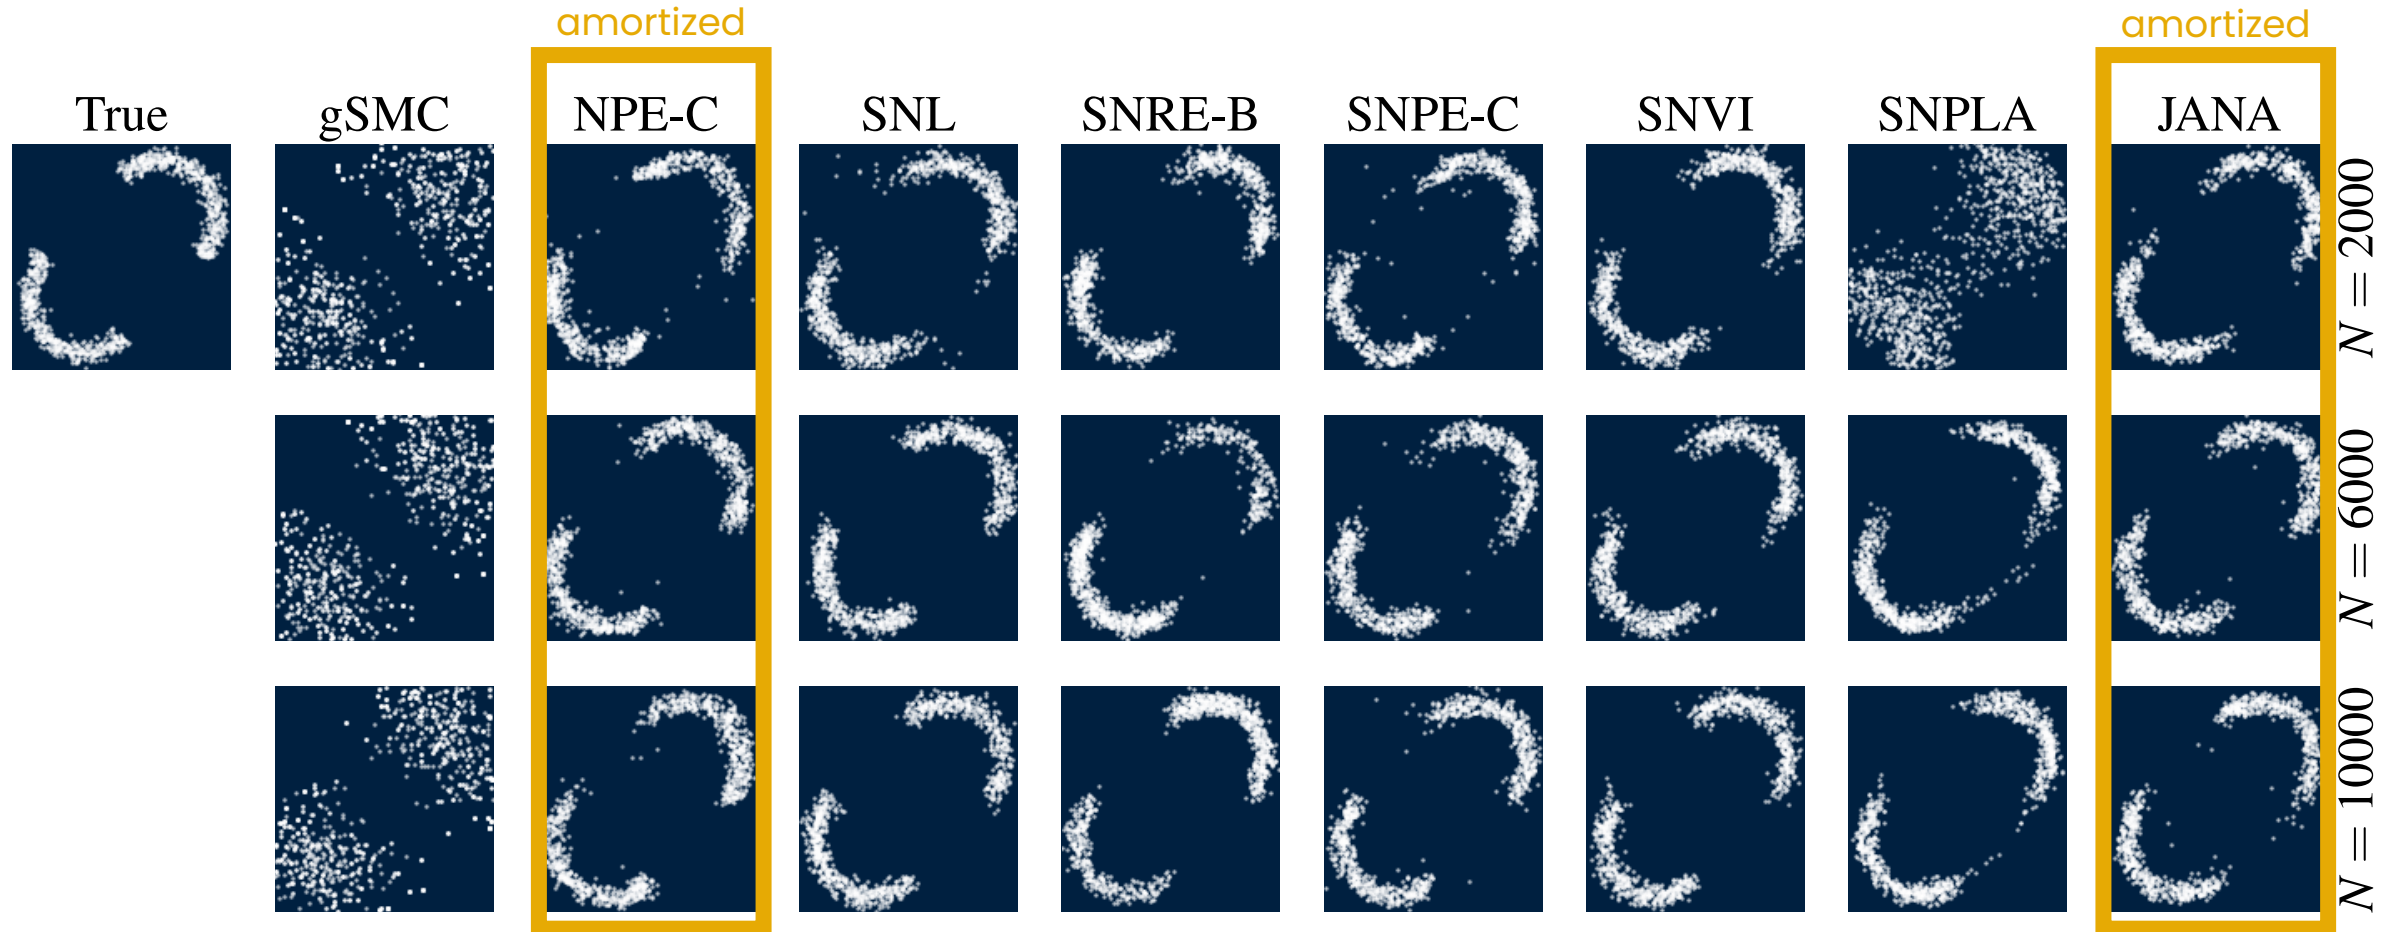 amortized
amortized
True
gSMC
NPE-C
SNL
SNRE-B
SNPE-C
SNVI
SNPLA
JANA
N = 2000
N = 6000
N = 10000